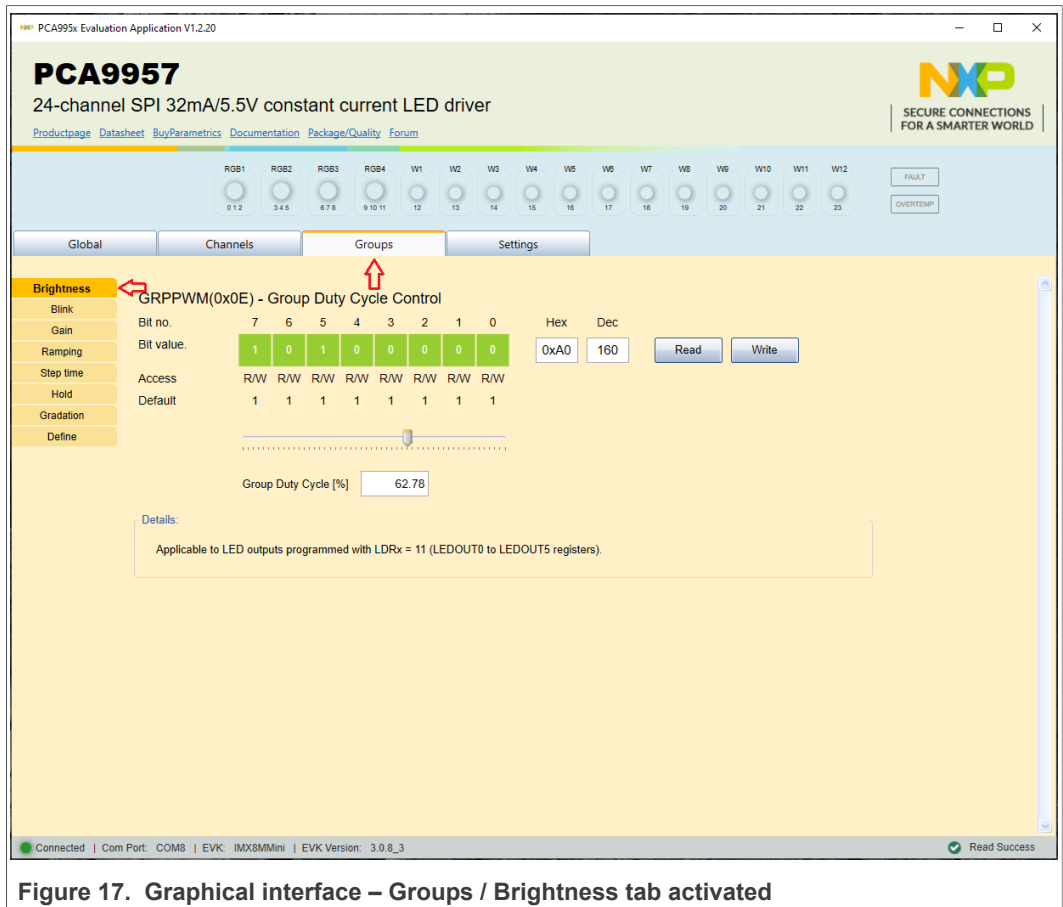 NXP PCA995x Evaluation Application V1.2.20
PCA9957
24-channel SPI 32mA/5.5V constant current LED driver
Productpage Datasheet BuyParametrics Documentation Package/Quality Forum
NXP
SECURE CONNECTIONS
FOR A SMARTER WORLD
RGB1 RGB2 RGB3 RGB4 W1 W2 W3 W4 W5 W6 W7 W8 W9 W10 W11 W12
0 1 2 3 4 5 6 7 8 9 10 11 12 13 14 15 16 17 18 19 20 21 22 23
FAULT
OVERTEMP
Global Channels Groups Settings
Brightness
Blink
Gain
Ramping
Step time
Hold
Gradation
Define
GRPPWM(0x0E) - Group Duty Cycle Control
Bit no. 7 6 5 4 3 2 1 0 Hex Dec
Bit value. 1 0 1 0 0 0 0 0 0xA0 160 Read Write
Access R/W R/W R/W R/W R/W R/W R/W R/W
Default 1 1 1 1 1 1 1 1
Group Duty Cycle [%] 62.78
Details:
Applicable to LED outputs programmed with LDRx = 11 (LEDOUT0 to LEDOUT5 registers).
Connected | Com Port: COM8 | EVK: IMX8MMini | EVK Version: 3.0.8_3
Read Success
Figure 17. Graphical interface – Groups / Brightness tab activated